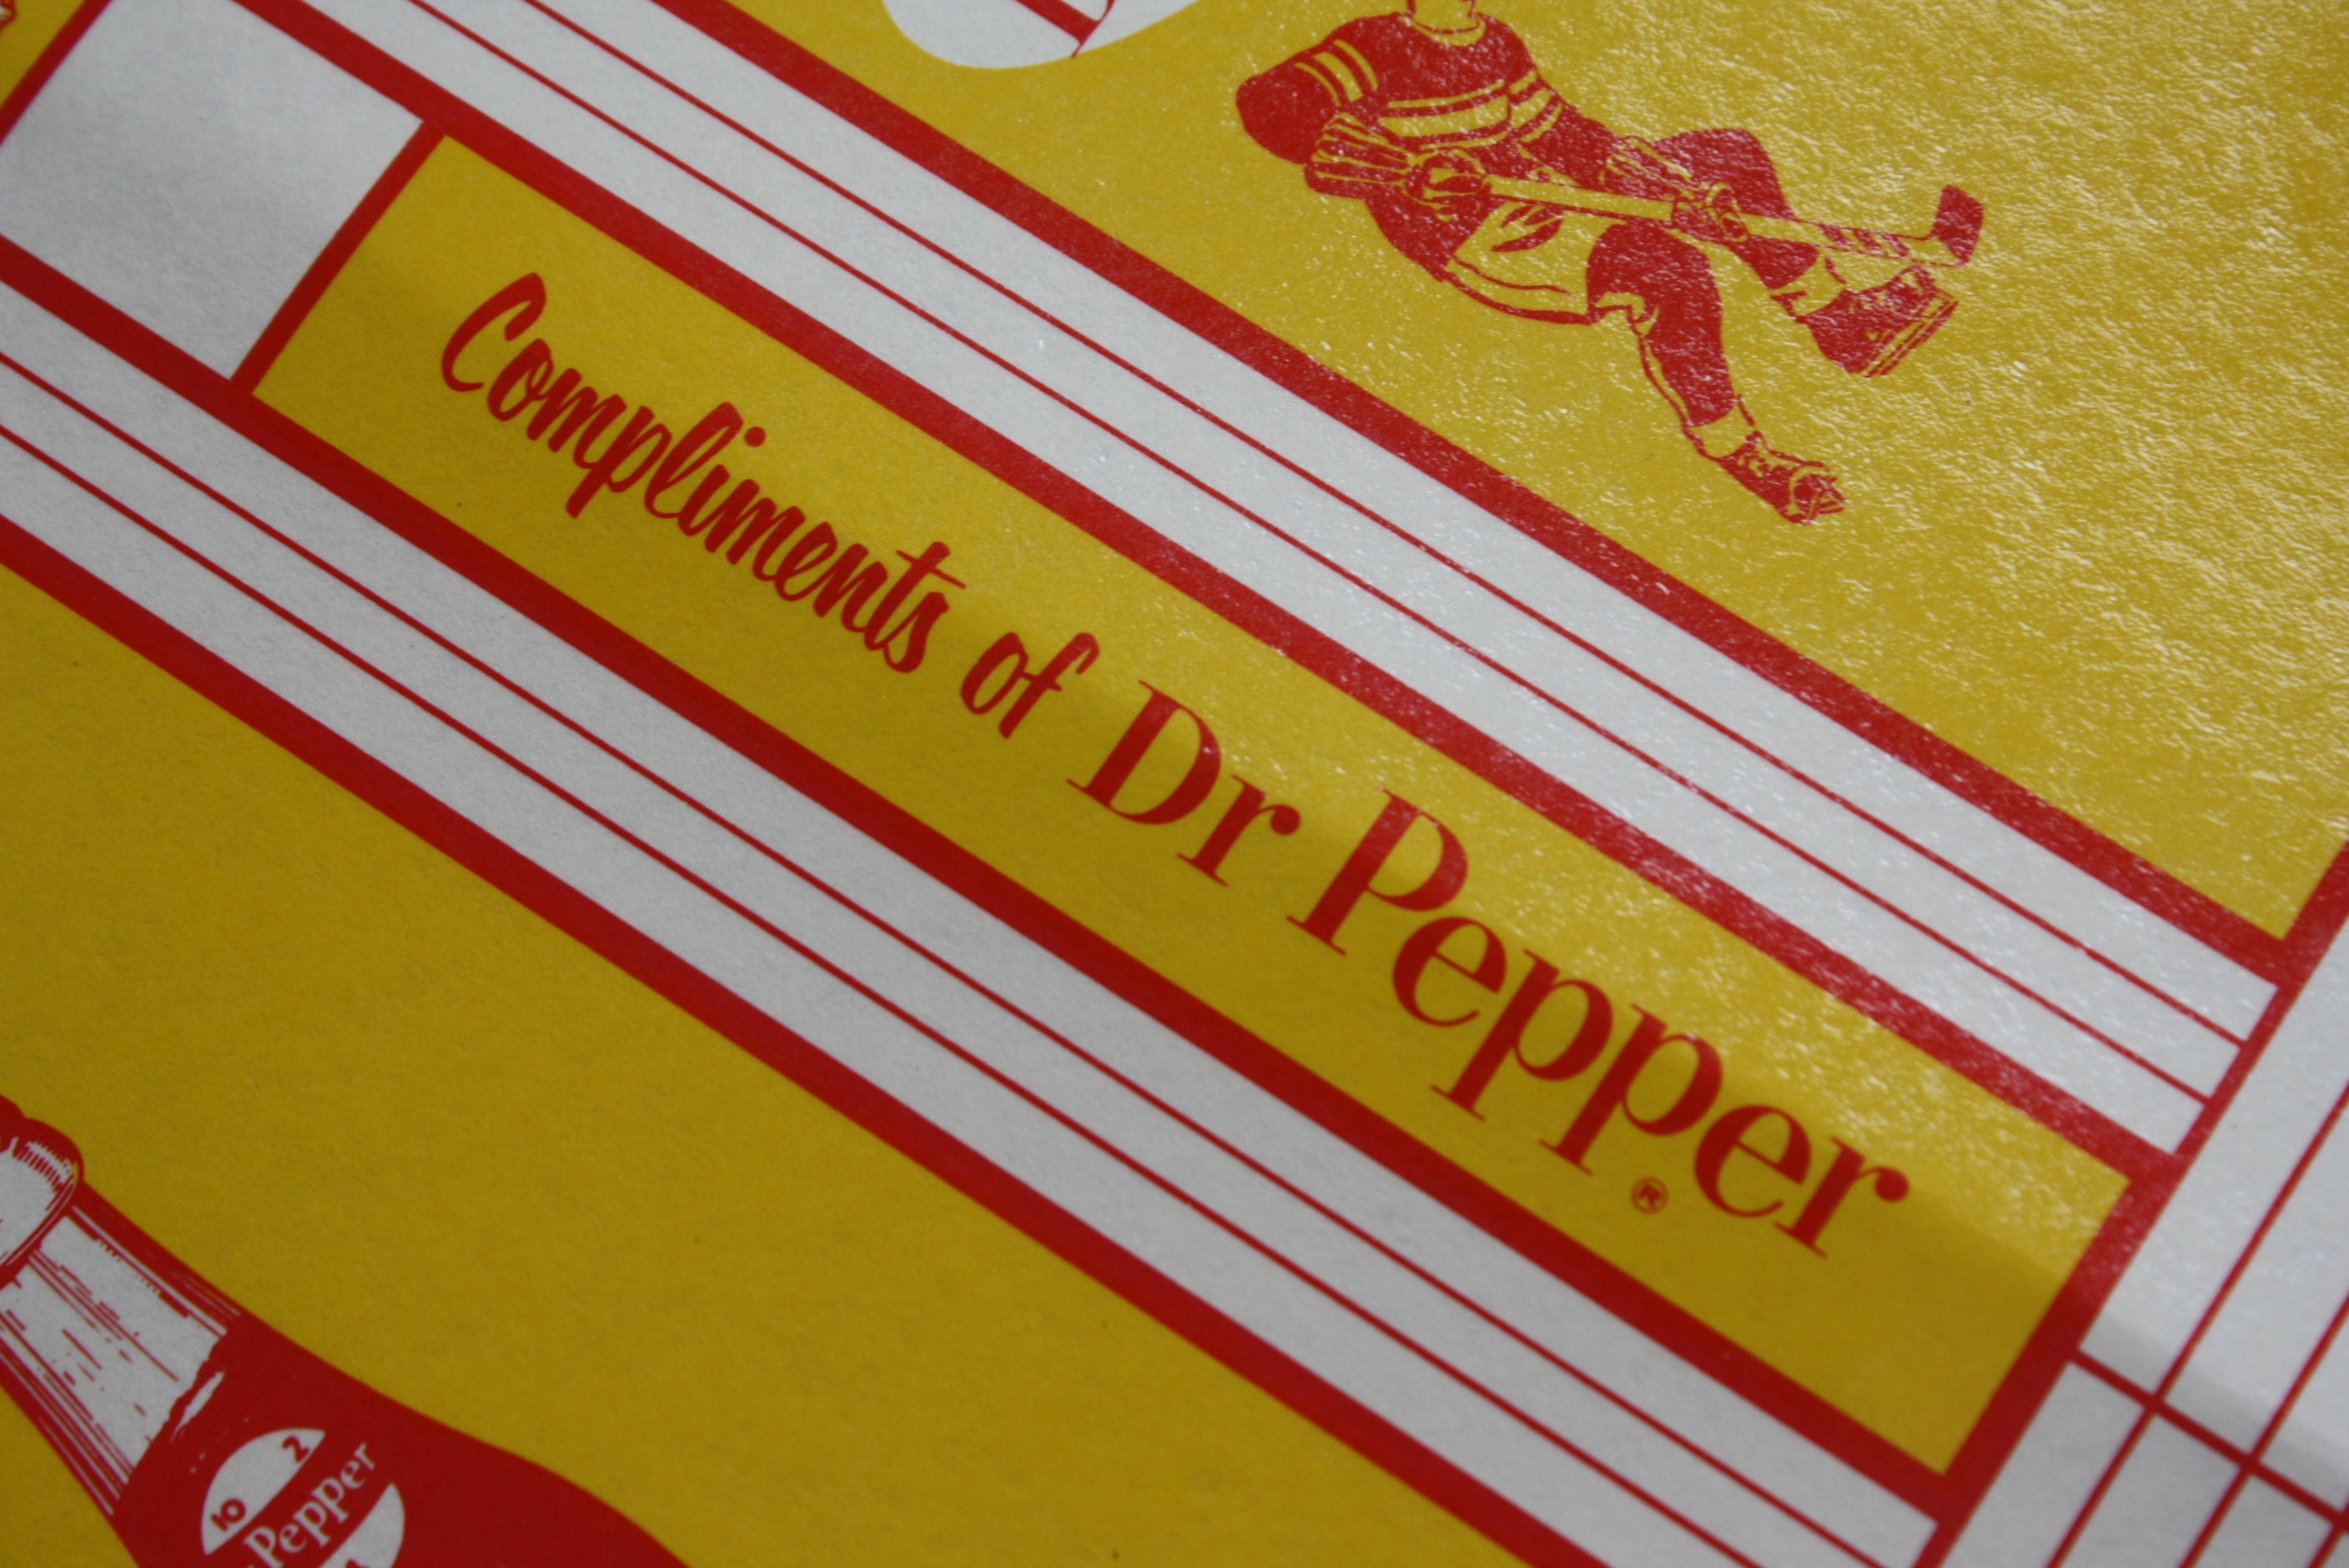 Compliments of Dr Pepper®
10 2
Pepper